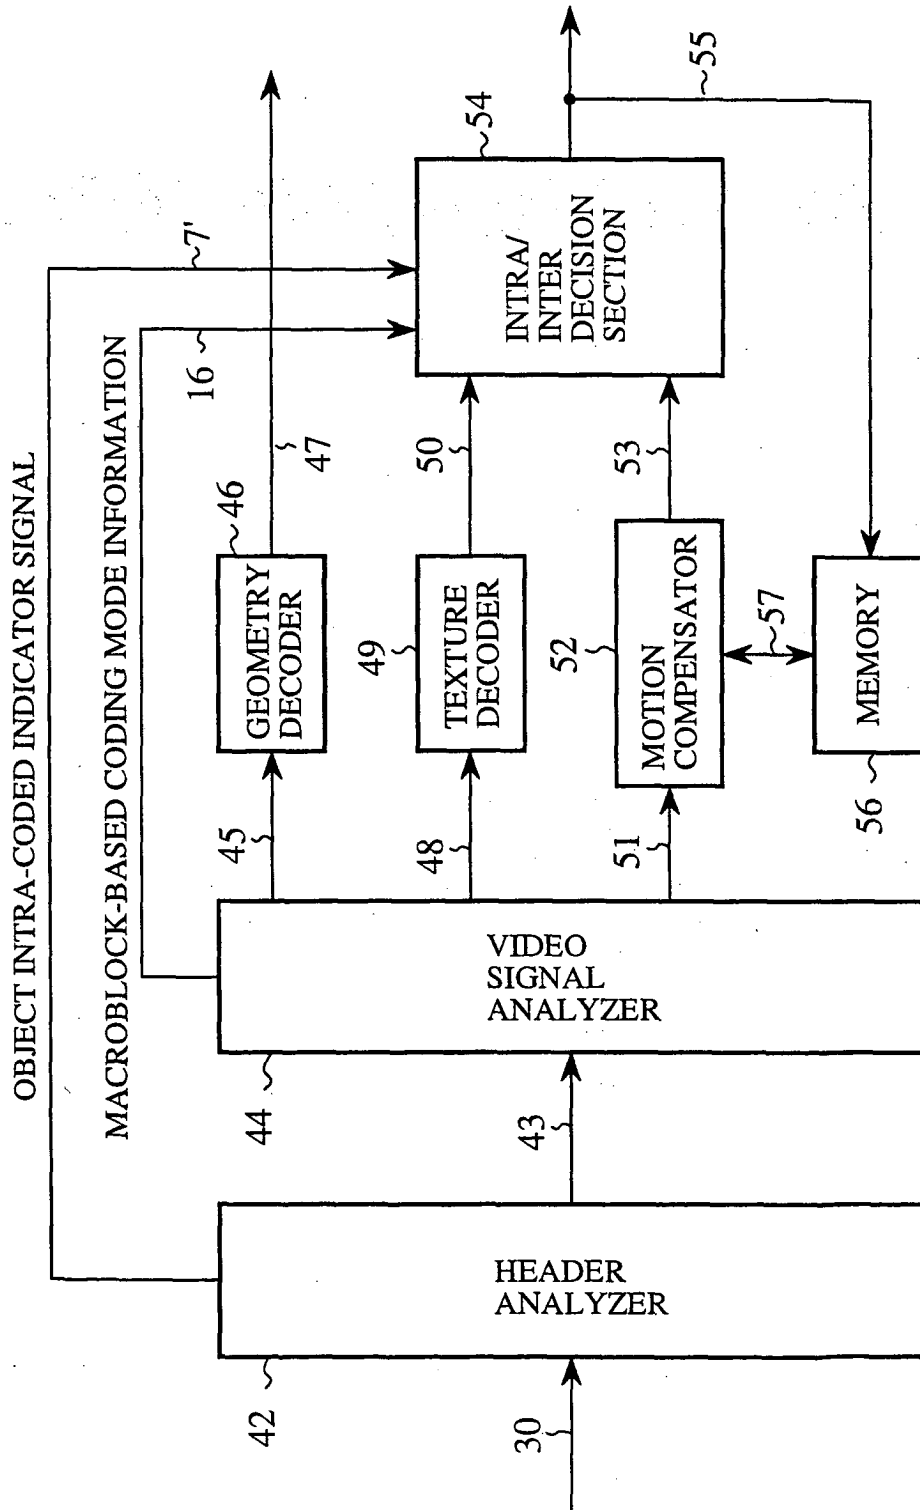 OBJECT INTRA-CODED INDICATOR SIGNAL
MACROBLOCK-BASED CODING MODE INFORMATION
7'
16
30
42
HEADER
ANALYZER
43
44
VIDEO
SIGNAL
ANALYZER
45
46
GEOMETRY
DECODER
47
48
49
TEXTURE
DECODER
50
51
52
MOTION
COMPENSATOR
53
54
INTRA/
INTER
DECISION
SECTION
55
56
MEMORY
57